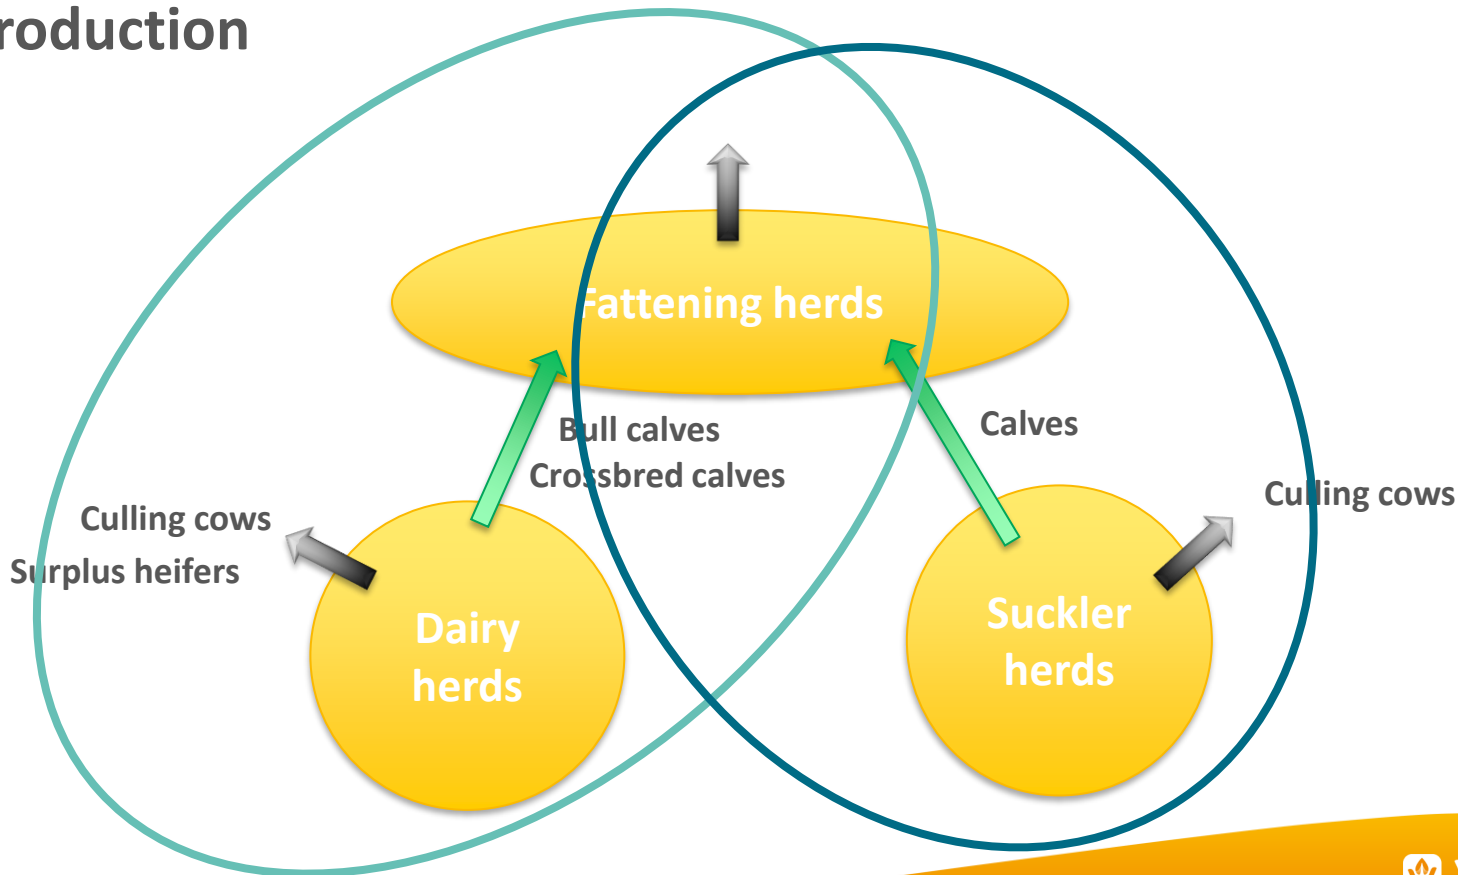 roduction
Fattening herds
Bull calves
Crossbred calves
Calves
Culling cows
Surplus heifers
Culling cows
Dairy
herds
Suckler
herds